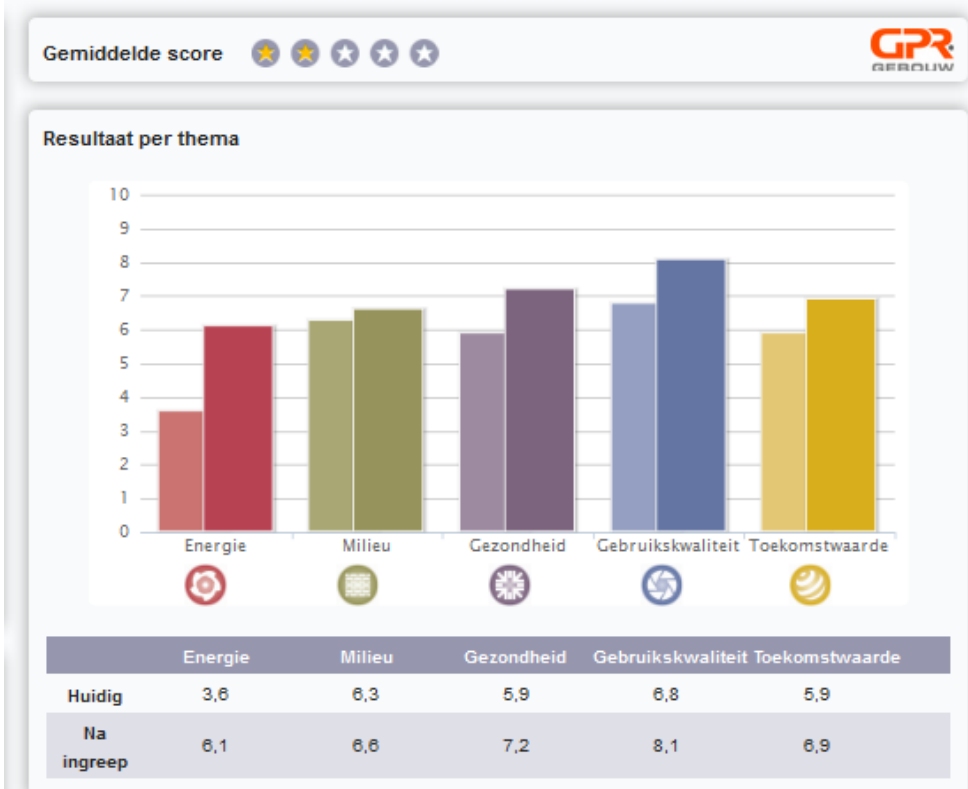 Gemiddelde score
GPR
GEBOUW
Resultaat per thema
10
9
8
7
6
5
4
3
2
1
0
Energie Milieu Gezondheid Gebruikskwaliteit Toekomstwaarde
Energie Milieu Gezondheid Gebruikskwaliteit Toekomstwaarde
Huidig 3,6 6,3 5,9 6,8 5,9
Na
ingreep 6,1 6,6 7,2 8,1 6,9